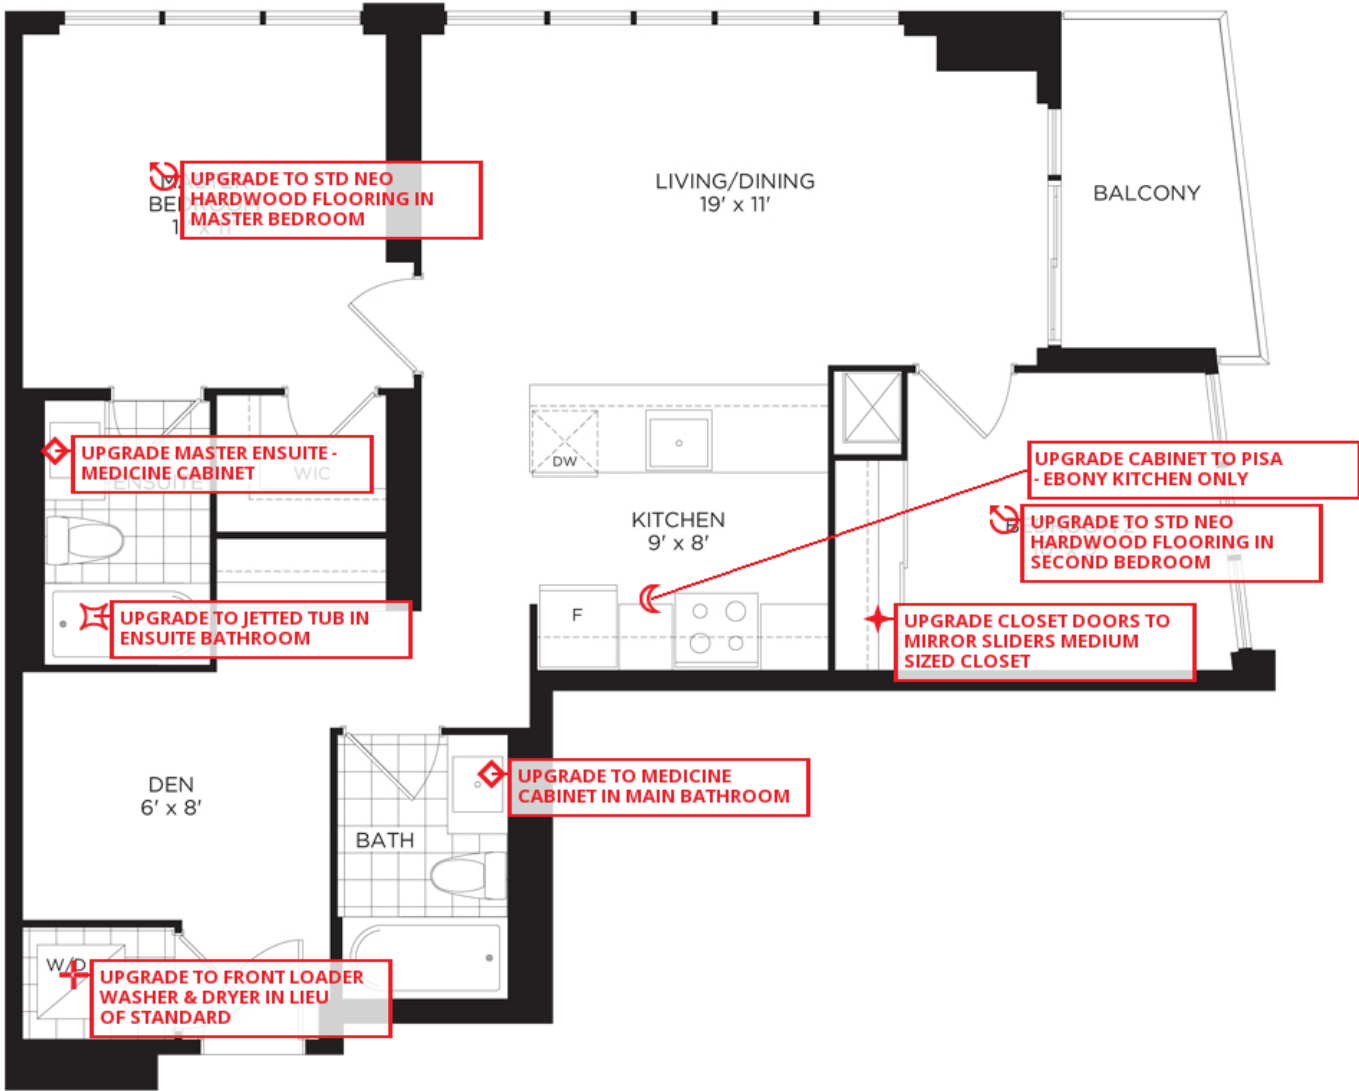 UPGRADE TO STD NEO
HARDWOOD FLOORING IN
MASTER BEDROOM
LIVING/DINING
19' x 11'
BALCONY
UPGRADE MASTER ENSUITE -
MEDICINE CABINET
ENSUITE
WIC
DW
KITCHEN
9' x 8'
UPGRADE CABINET TO PISA
- EBONY KITCHEN ONLY
UPGRADE TO STD NEO
HARDWOOD FLOORING IN
SECOND BEDROOM
F
UPGRADE TO JETTED TUB IN
ENSUITE BATHROOM
UPGRADE CLOSET DOORS TO
MIRROR SLIDERS MEDIUM
SIZED CLOSET
DEN
6' x 8'
UPGRADE TO MEDICINE
CABINET IN MAIN BATHROOM
BATH
W/D
UPGRADE TO FRONT LOADER
WASHER & DRYER IN LIEU
OF STANDARD